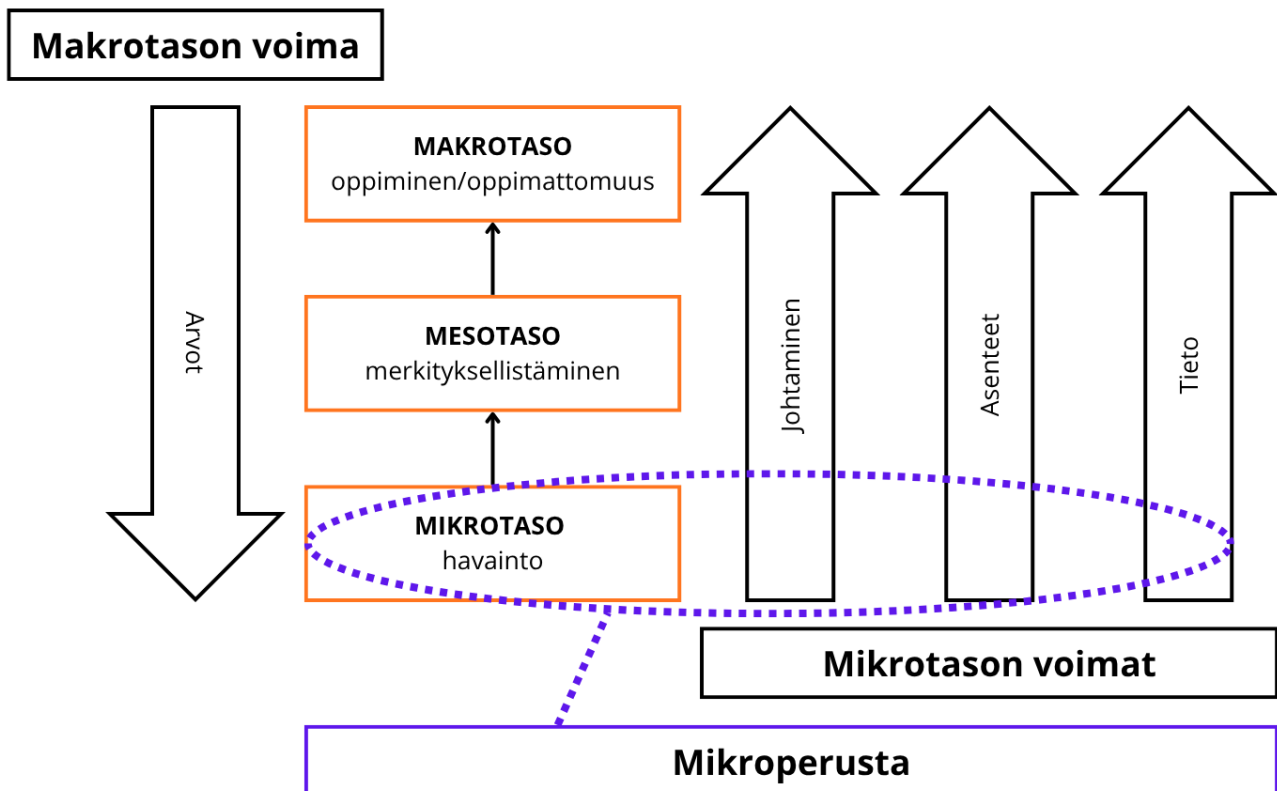 Makrotason voima
MAKROTASO
oppiminen/oppimattomuus
MESOTASO
merkityksellistäminen
MIKROTASO
havainto
Arvot
Johtaminen
Asenteet
Tieto
Mikrotason voimat
Mikroperusta